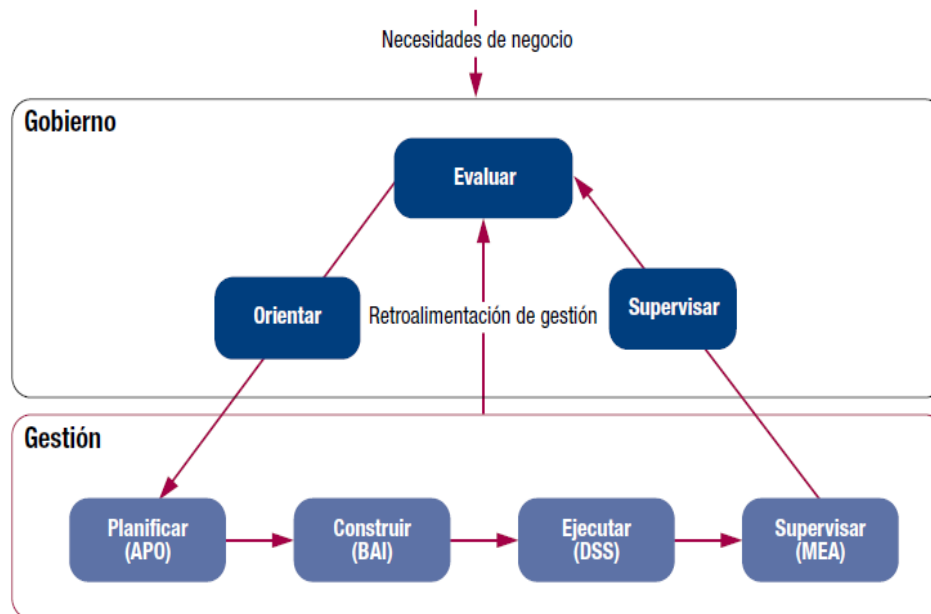 Necesidades de negocio
Gobierno
Evaluar
Orientar
Retroalimentación de gestión
Supervisar
Gestión
Planificar
(APO)
Construir
(BAI)
Ejecutar
(DSS)
Supervisar
(MEA)